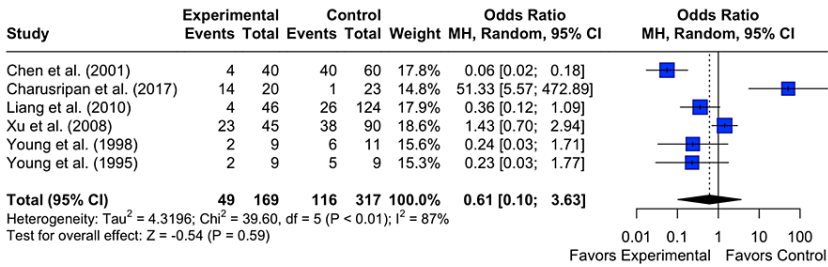 Experimental Control Odds Ratio Odds Ratio
Study Events Total Events Total Weight MH, Random, 95% CI MH, Random, 95% CI
Chen et al. (2001) 4 40 40 60 17.8% 0.06 [0.02; 0.18]
Charusripan et al. (2017) 14 20 1 23 14.8% 51.33 [5.57; 472.89]
Liang et al. (2010) 4 46 26 124 17.9% 0.36 [0.12; 1.09]
Xu et al. (2008) 23 45 38 90 18.6% 1.43 [0.70; 2.94]
Young et al. (1998) 2 9 6 11 15.6% 0.24 [0.03; 1.71]
Young et al. (1995) 2 9 5 9 15.3% 0.23 [0.03; 1.77]
Total (95% CI) 49 169 116 317 100.0% 0.61 [0.10; 3.63]
Heterogeneity: Tau² = 4.3196; Chi² = 39.60, df = 5 (P < 0.01); I² = 87%
Test for overall effect: Z = -0.54 (P = 0.59)
0.01 0.1 1 10 100
Favors Experimental Favors Control